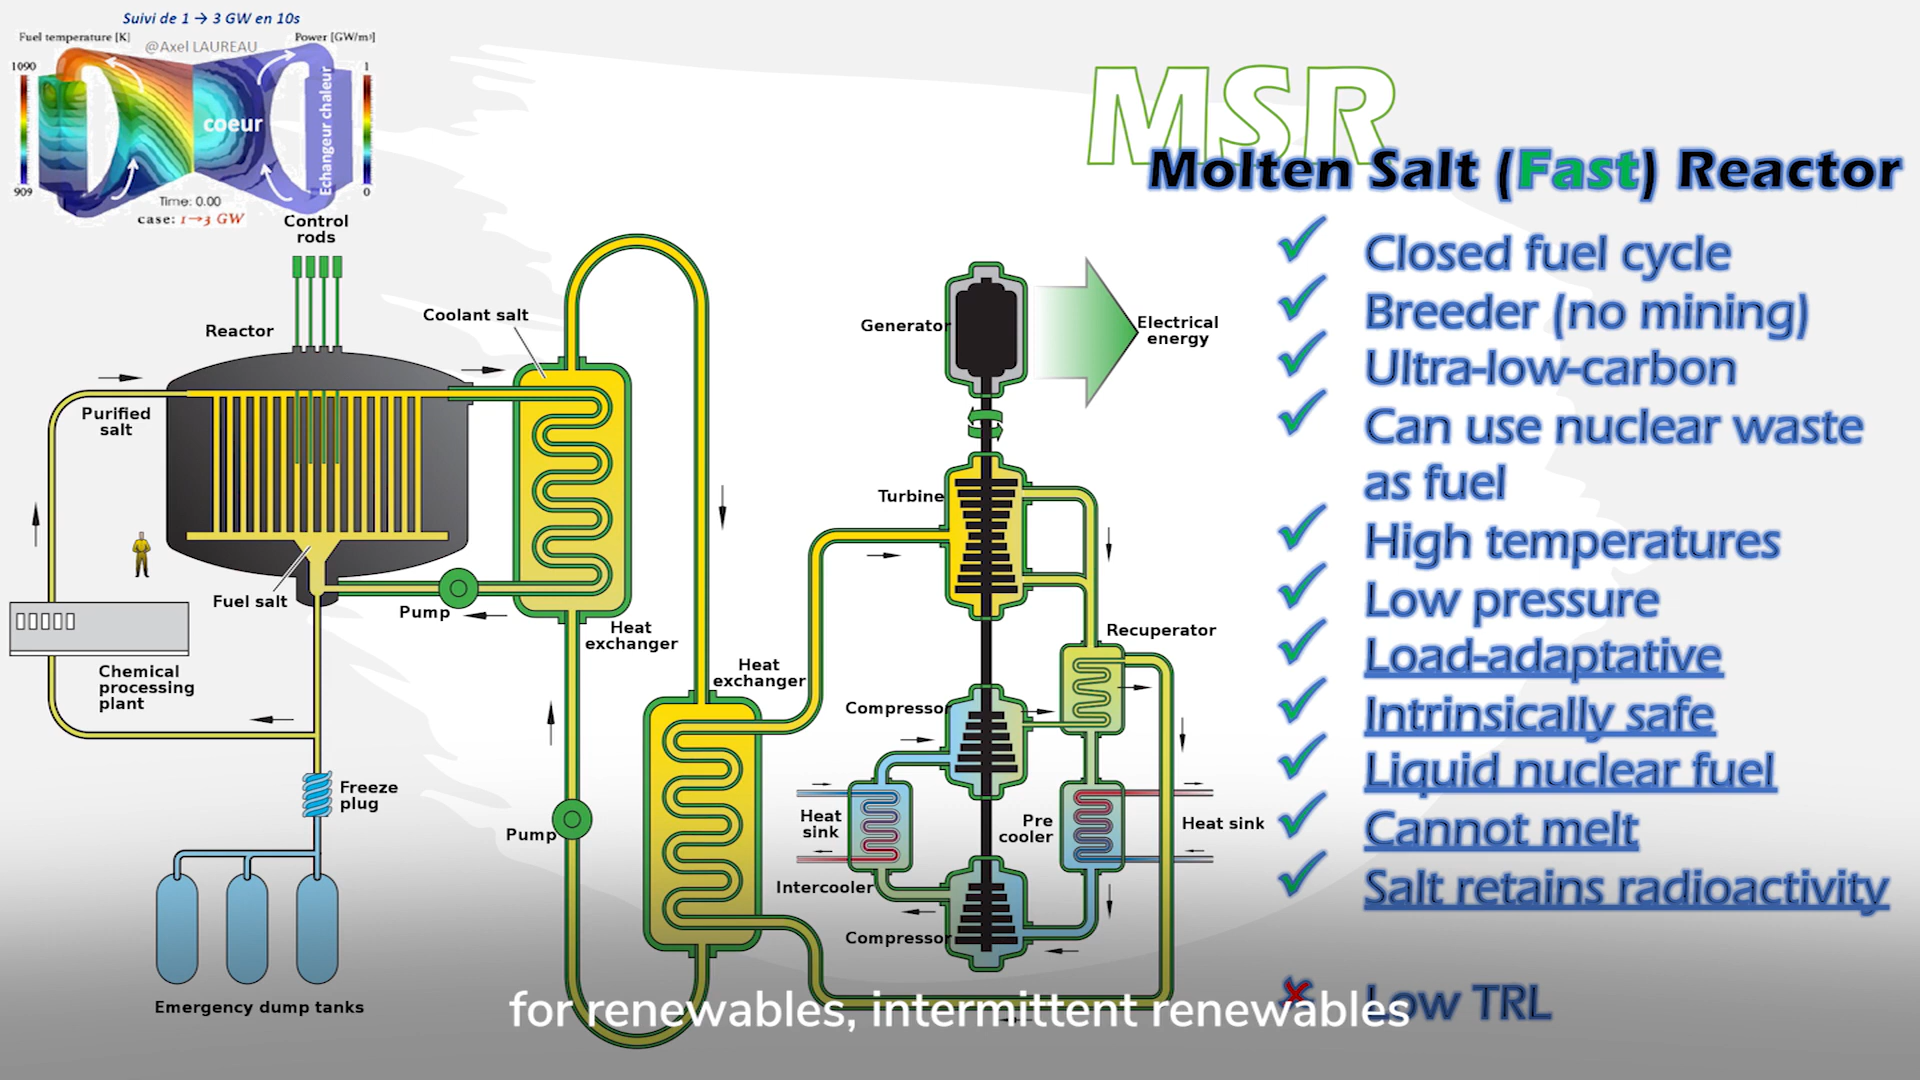 Suivi de 1 → 3 GW en 10s
Fuel temperature [K]
Power [GW/m³]
@Axel LAUREAU
1090
1
coeur
Echangeur chaleur
909
0
Time: 0.00
case: 1→3 GW
MSR
Molten Salt (Fast) Reactor
✓ Closed fuel cycle
✓ Breeder (no mining)
✓ Ultra-low-carbon
✓ Can use nuclear waste
as fuel
✓ High temperatures
✓ Low pressure
✓ Load-adaptative
✓ Intrinsically safe
✓ Liquid nuclear fuel
✓ Cannot melt
✓ Salt retains radioactivity
✗ Low TRL
Control
rods
Reactor
Coolant salt
Purified
salt
Fuel salt
Pump
Heat
exchanger
Chemical
processing
plant
Freeze
plug
Emergency dump tanks
Pump
Heat
exchanger
Generator
Electrical
energy
Turbine
Recuperator
Compressor
Heat
sink
Pre
cooler
Heat sink
Intercooler
Compressor
for renewables, intermittent renewables